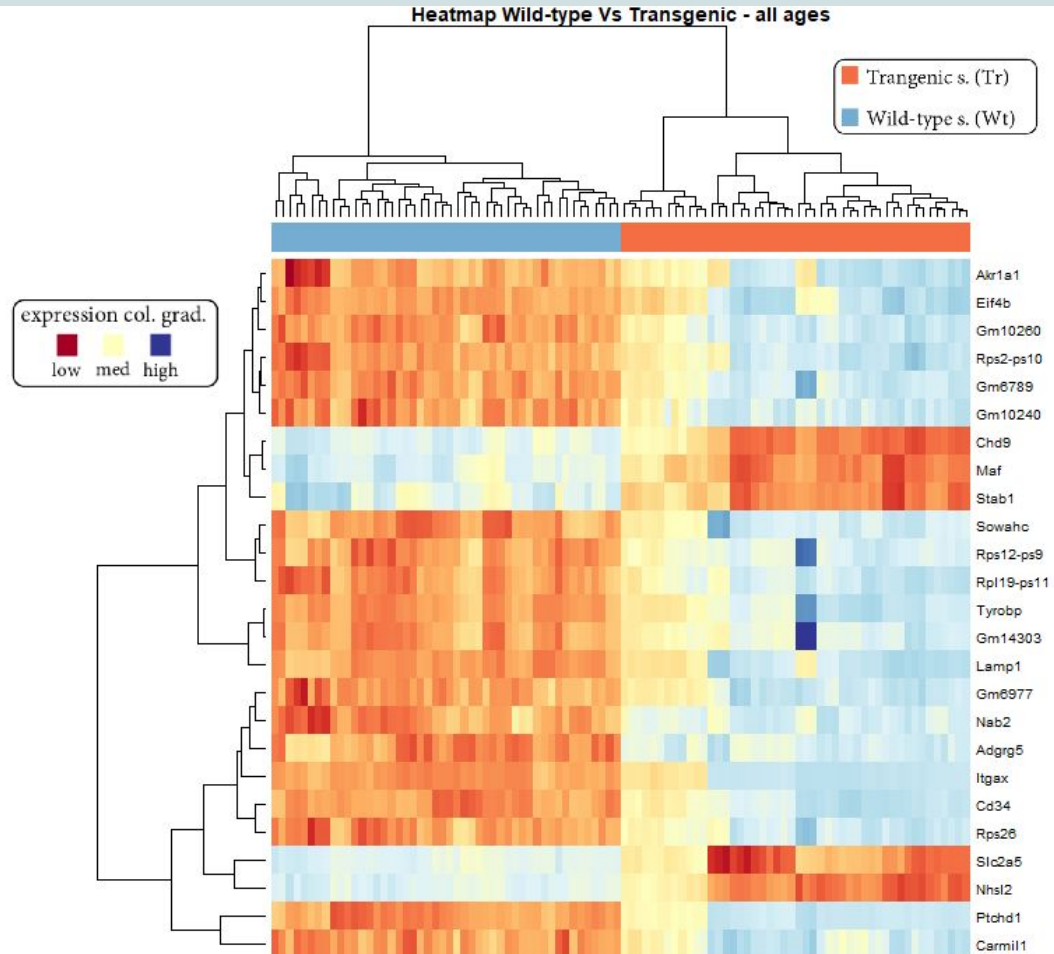 Heatmap Wild-type Vs Transgenic - all ages
Trangenic s. (Tr)
Wild-type s. (Wt)
expression col. grad.
low med high
Akr1a1
Eif4b
Gm10260
Rps2-ps10
Gm6789
Gm10240
Chd9
Maf
Stab1
Sowahc
Rps12-ps9
Rpl19-ps11
Tyrobp
Gm14303
Lamp1
Gm6977
Nab2
Adgrg5
Itgax
Cd34
Rps26
Slc2a5
Nhsl2
Ptchd1
Carmil1